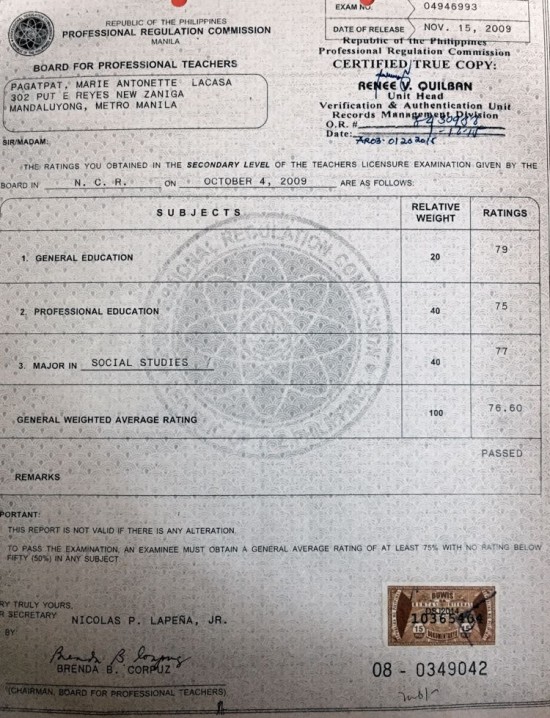 EXAM NO. 04946993
DATE OF RELEASE NOV. 15, 2009
REPUBLIC OF THE PHILIPPINES
PROFESSIONAL REGULATION COMMISSION
MANILA
BOARD FOR PROFESSIONAL TEACHERS
PAGATPAT, MARIE ANTONETTE LACASA
302 PUT E REYES NEW ZANIGA
MANDALUYONG, METRO MANILA
Republic of the Philippines
Professional Regulation Commission
CERTIFIED/TRUE COPY:
RENEE V. QUILBAN
Unit Head
Verification & Authentication Unit
Records Management Division
O.R. #
Date:
SIR/MADAM:
THE RATINGS YOU OBTAINED IN THE SECONDARY LEVEL OF THE TEACHERS LICENSURE EXAMINATION GIVEN BY THE
BOARD IN N. C. R. ON OCTOBER 4, 2009 ARE AS FOLLOWS:
SUBJECTS RELATIVE WEIGHT RATINGS
1. GENERAL EDUCATION 20 79
2. PROFESSIONAL EDUCATION 40 75
3. MAJOR IN SOCIAL STUDIES / 40 77
GENERAL WEIGHTED AVERAGE RATING 100 76.60
PASSED
REMARKS
PORTANT:
THIS REPORT IS NOT VALID IF THERE IS ANY ALTERATION.
TO PASS THE EXAMINATION, AN EXAMINEE MUST OBTAIN A GENERAL AVERAGE RATING OF AT LEAST 75% WITH NO RATING BELOW
FIFTY (50%) IN ANY SUBJECT
RY TRULY YOURS,
R SECRETARY NICOLAS P. LAPEÑA, JR.
BY
BRENDA B. CORPUZ
(CHAIRMAN, BOARD FOR PROFESSIONAL TEACHERS)
08 - 0349042